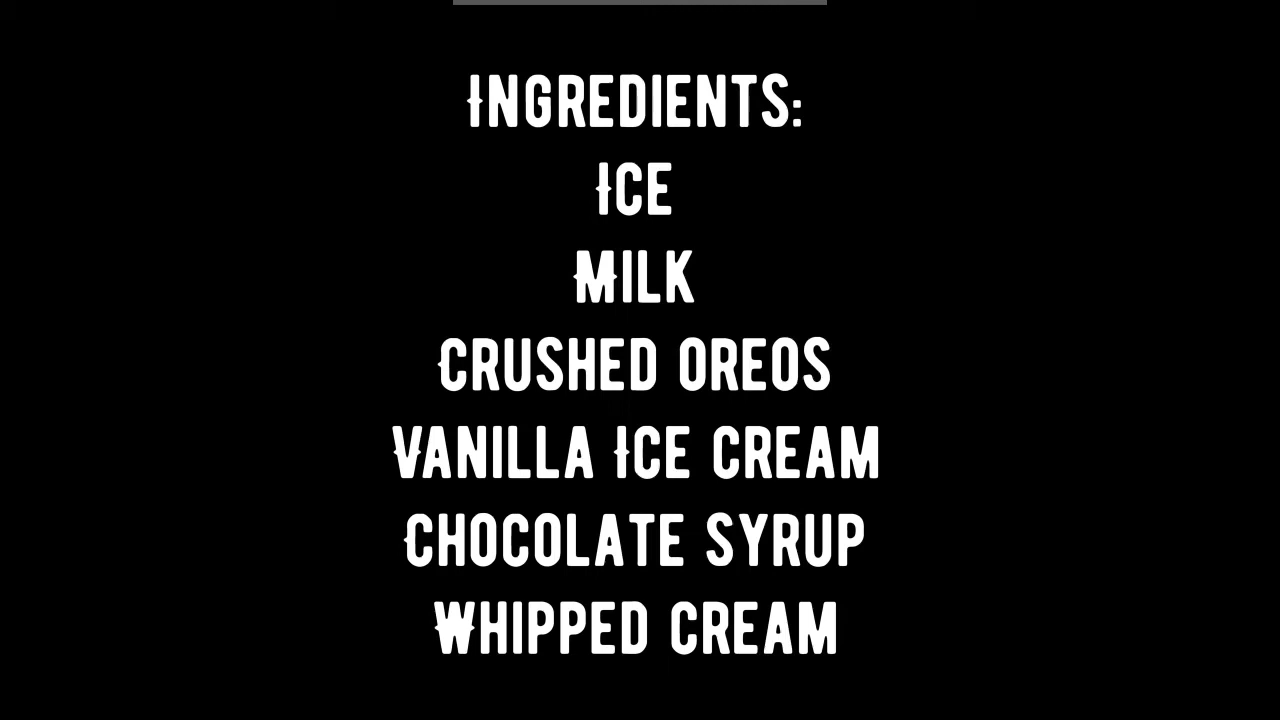 Ingredients:
Ice
Milk
Crushed Oreos
Vanilla Ice Cream
Chocolate Syrup
Whipped Cream